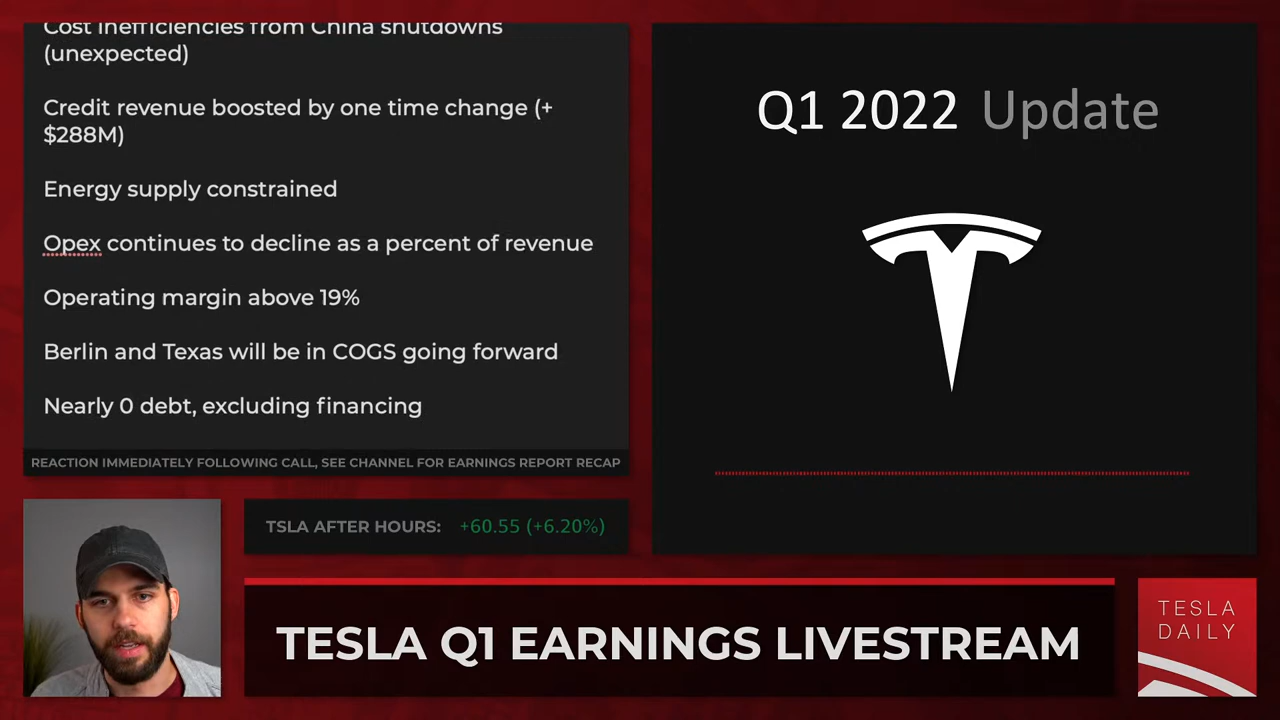 Cost inefficiencies from China shutdowns
(unexpected)
Credit revenue boosted by one time change (+
$288M)
Energy supply constrained
Opex continues to decline as a percent of revenue
Operating margin above 19%
Berlin and Texas will be in COGS going forward
Nearly 0 debt, excluding financing
REACTION IMMEDIATELY FOLLOWING CALL, SEE CHANNEL FOR EARNINGS REPORT RECAP
Q1 2022 Update
TSLA AFTER HOURS: +60.55 (+6.20%)
TESLA Q1 EARNINGS LIVESTREAM
TESLA
DAILY